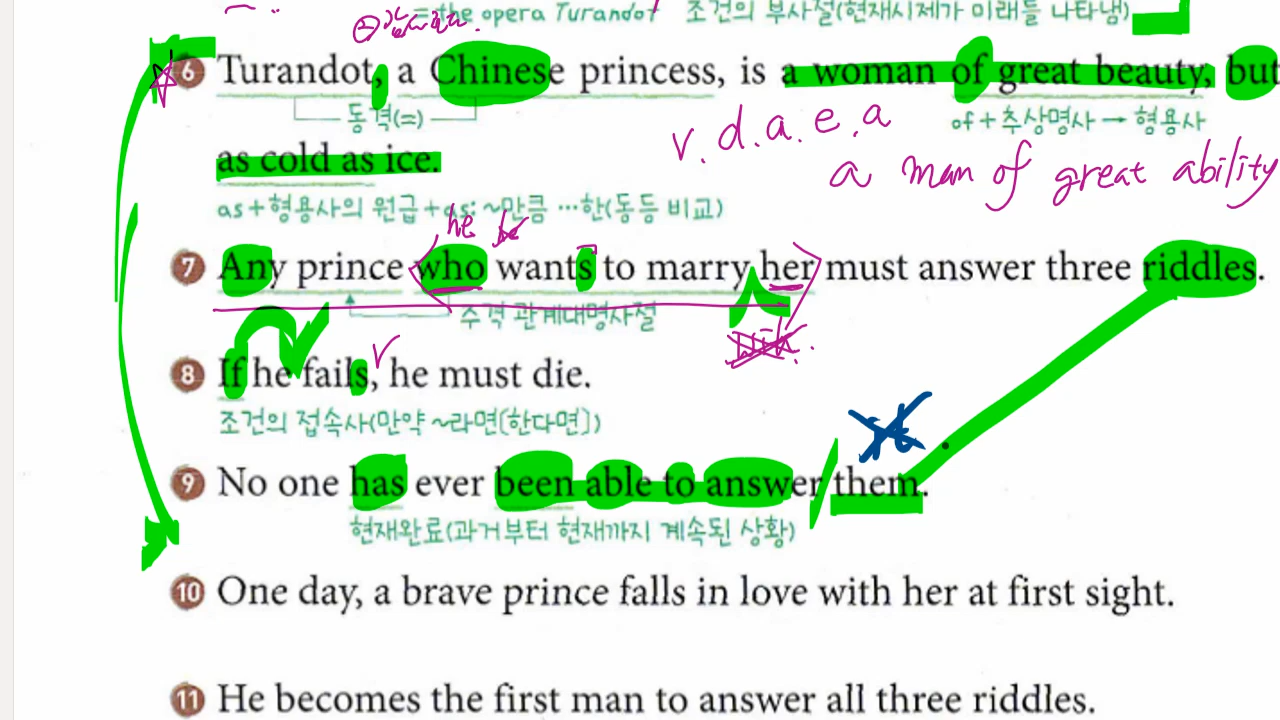 = the opera Turandot 조건의 부사절(현재시제가 미래를 나타냄)
6 Turandot, a Chinese princess, is a woman of great beauty, but
동격(=) of+추상명사 → 형용사
v. d. a. e. a
as cold as ice. a man of great ability
as+형용사의 원급+as: ~만큼 …한(동등 비교)
he
7 Any prince who wants to marry her must answer three riddles.
주격 관계대명사절
with
8 If he fails, he must die.
조건의 접속사(만약 ~라면[한다면])
9 No one has ever been able to answer them.
현재완료(과거부터 현재까지 계속된 상황)
10 One day, a brave prince falls in love with her at first sight.
11 He becomes the first man to answer all three riddles.